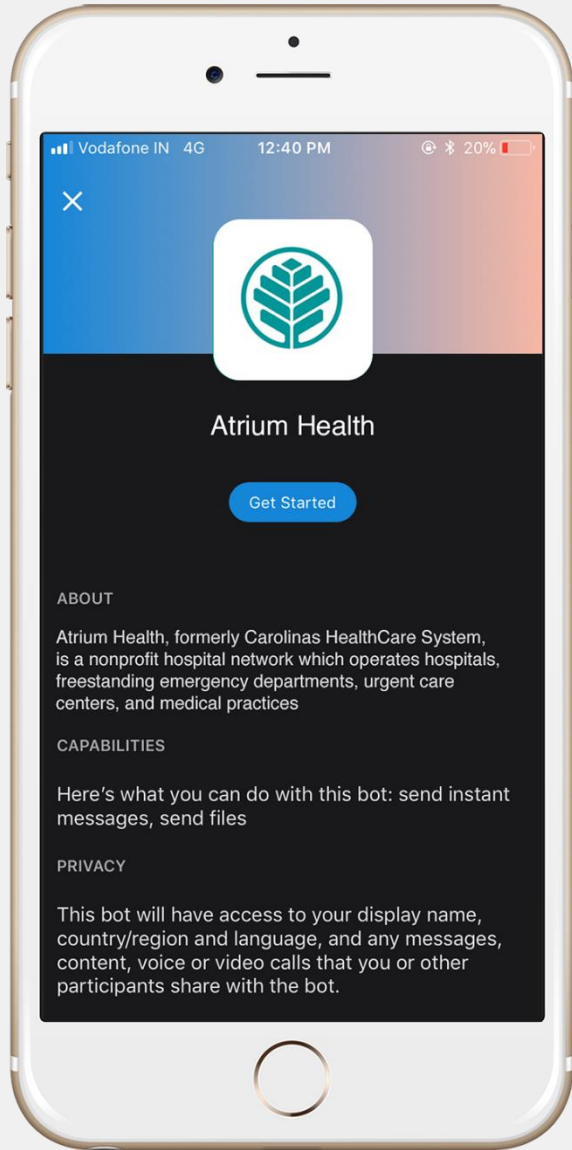 Vodafone IN 4G 12:40 PM 20%
Atrium Health
Get Started
ABOUT
Atrium Health, formerly Carolinas HealthCare System,
is a nonprofit hospital network which operates hospitals,
freestanding emergency departments, urgent care
centers, and medical practices
CAPABILITIES
Here's what you can do with this bot: send instant
messages, send files
PRIVACY
This bot will have access to your display name,
country/region and language, and any messages,
content, voice or video calls that you or other
participants share with the bot.